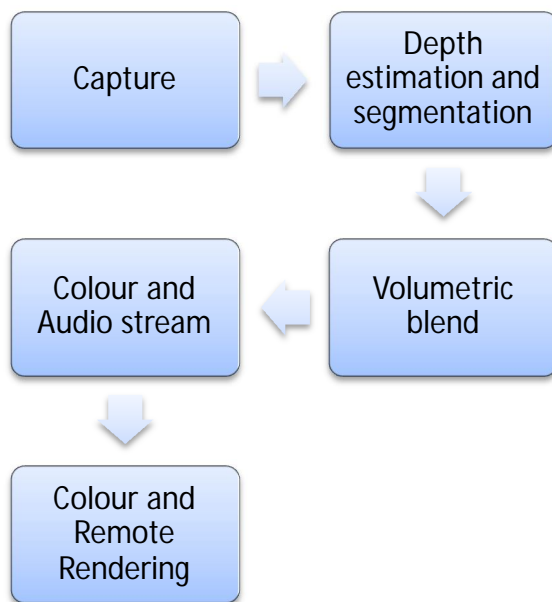 Capture
Depth
estimation and
segmentation
Volumetric
blend
Colour and
Audio stream
Colour and
Remote
Rendering